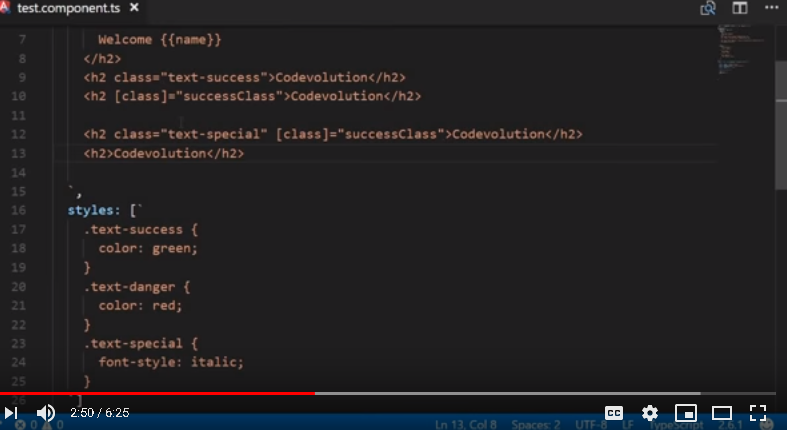 test.component.ts
7 Welcome {{name}}
8 </h2>
9 <h2 class="text-success">Codevolution</h2>
10 <h2 [class]="successClass">Codevolution</h2>
11
12 <h2 class="text-special" [class]="successClass">Codevolution</h2>
13 <h2>Codevolution</h2>
14
15 `,
16 styles: [`
17 .text-success {
18 color: green;
19 }
20 .text-danger {
21 color: red;
22 }
23 .text-special {
24 font-style: italic;
25 }
26 `]
2:50 / 6:25
CC
0 0 Ln 13, Col 8 Spaces: 2 UTF-8 LF TypeScript 2.6.1